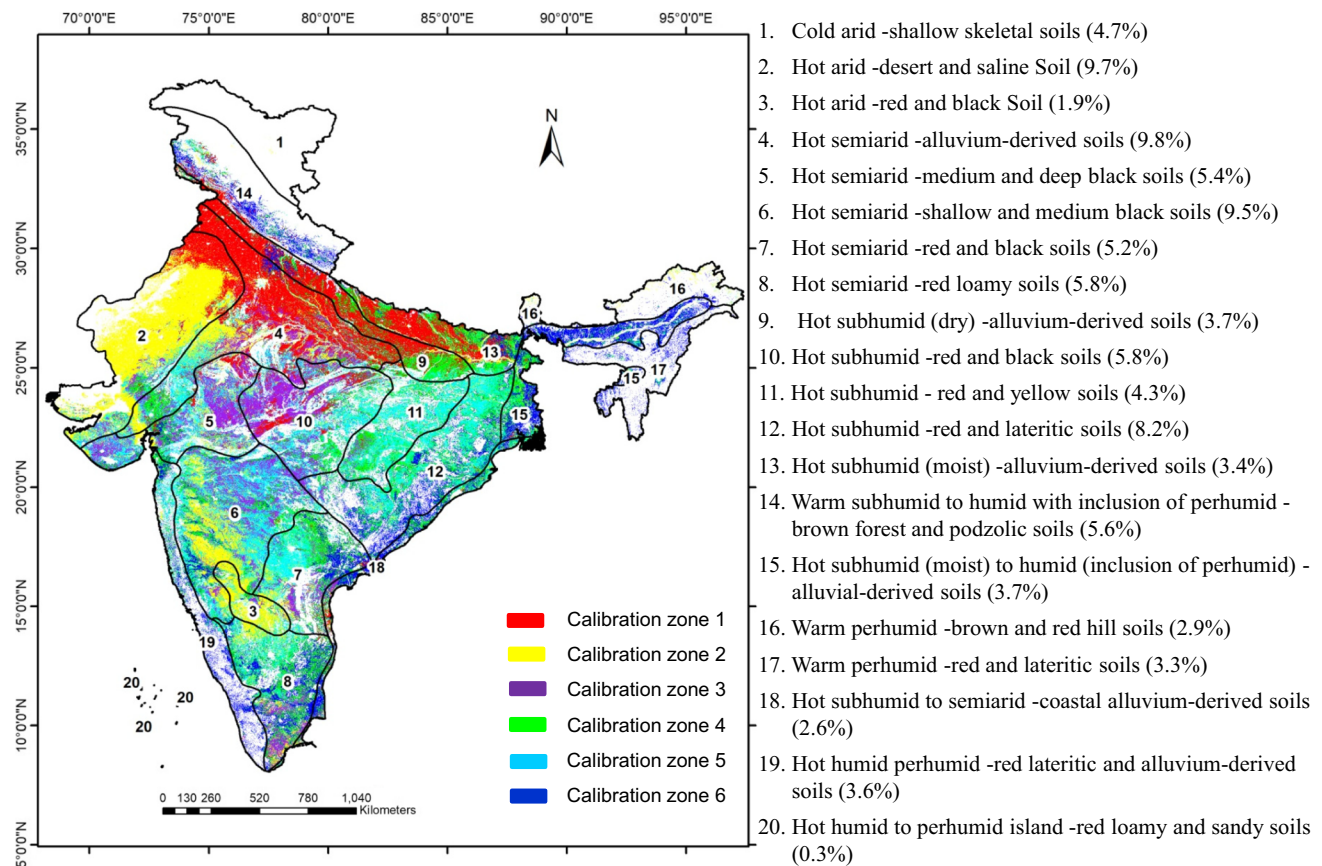 70°0'0"E 75°0'0"E 80°0'0"E 85°0'0"E 90°0'0"E 95°0'0"E
35°0'0"N
30°0'0"N
25°0'0"N
20°0'0"N
15°0'0"N
10°0'0"N
5°0'0"N
N
1
14
2
4
16
16
9
13
17
15
5
10
11
15
12
6
7
18
3
19
8
20
20
20
Calibration zone 1
Calibration zone 2
Calibration zone 3
Calibration zone 4
Calibration zone 5
Calibration zone 6
0 130 260 520 780 1,040
Kilometers
1. Cold arid -shallow skeletal soils (4.7%)
2. Hot arid -desert and saline Soil (9.7%)
3. Hot arid -red and black Soil (1.9%)
4. Hot semiarid -alluvium-derived soils (9.8%)
5. Hot semiarid -medium and deep black soils (5.4%)
6. Hot semiarid -shallow and medium black soils (9.5%)
7. Hot semiarid -red and black soils (5.2%)
8. Hot semiarid -red loamy soils (5.8%)
9. Hot subhumid (dry) -alluvium-derived soils (3.7%)
10. Hot subhumid -red and black soils (5.8%)
11. Hot subhumid - red and yellow soils (4.3%)
12. Hot subhumid -red and lateritic soils (8.2%)
13. Hot subhumid (moist) -alluvium-derived soils (3.4%)
14. Warm subhumid to humid with inclusion of perhumid -
brown forest and podzolic soils (5.6%)
15. Hot subhumid (moist) to humid (inclusion of perhumid) -
alluvial-derived soils (3.7%)
16. Warm perhumid -brown and red hill soils (2.9%)
17. Warm perhumid -red and lateritic soils (3.3%)
18. Hot subhumid to semiarid -coastal alluvium-derived soils
(2.6%)
19. Hot humid perhumid -red lateritic and alluvium-derived
soils (3.6%)
20. Hot humid to perhumid island -red loamy and sandy soils
(0.3%)